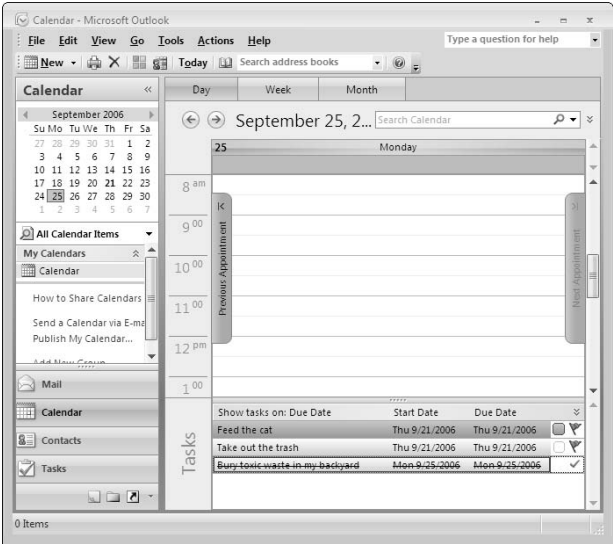 Calendar - Microsoft Outlook
File Edit View Go Tools Actions Help
Type a question for help
New Today Search address books
Calendar «
Day Week Month
September 2006
Su Mo Tu We Th Fr Sa
27 28 29 30 31 1 2
3 4 5 6 7 8 9
10 11 12 13 14 15 16
17 18 19 20 21 22 23
24 25 26 27 28 29 30
1 2 3 4 5 6 7
September 25, 2... Search Calendar
25 Monday
8 am
9 00
10 00
11 00
12 pm
1 00
Previous Appointment
Next Appointment
All Calendar Items
My Calendars
Calendar
How to Share Calendars
Send a Calendar via E-ma
Publish My Calendar...
Add New Group
Mail
Calendar
Contacts
Tasks
Tasks
Show tasks on: Due Date Start Date Due Date
Feed the cat Thu 9/21/2006 Thu 9/21/2006
Take out the trash Thu 9/21/2006 Thu 9/21/2006
Bury toxic waste in my backyard Mon 9/25/2006 Mon 9/25/2006
0 Items